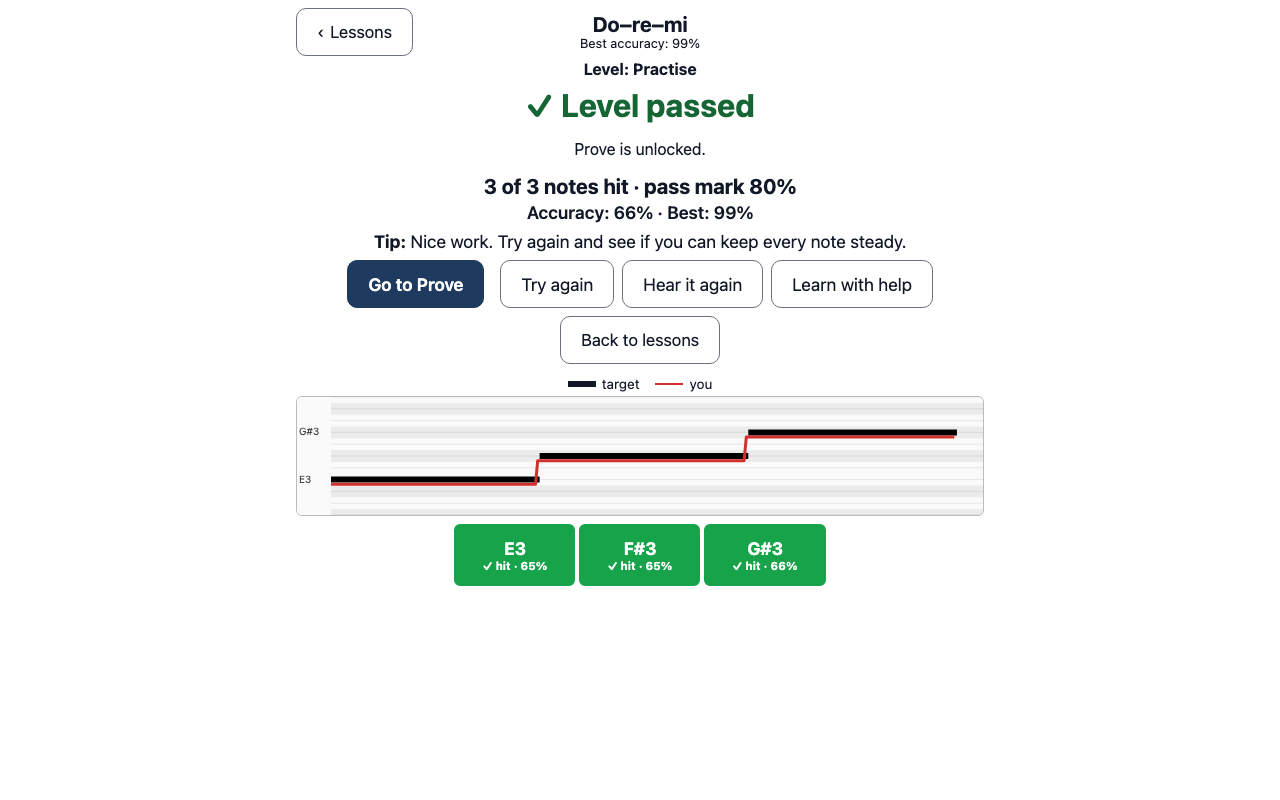 ‹ Lessons
Do–re–mi
Best accuracy: 99%
Level: Practise
✓ Level passed
Prove is unlocked.
3 of 3 notes hit · pass mark 80%
Accuracy: 66% · Best: 99%
Tip: Nice work. Try again and see if you can keep every note steady.
Go to Prove
Try again
Hear it again
Learn with help
Back to lessons
target
you
G#3
E3
E3
✓ hit · 65%
F#3
✓ hit · 65%
G#3
✓ hit · 66%